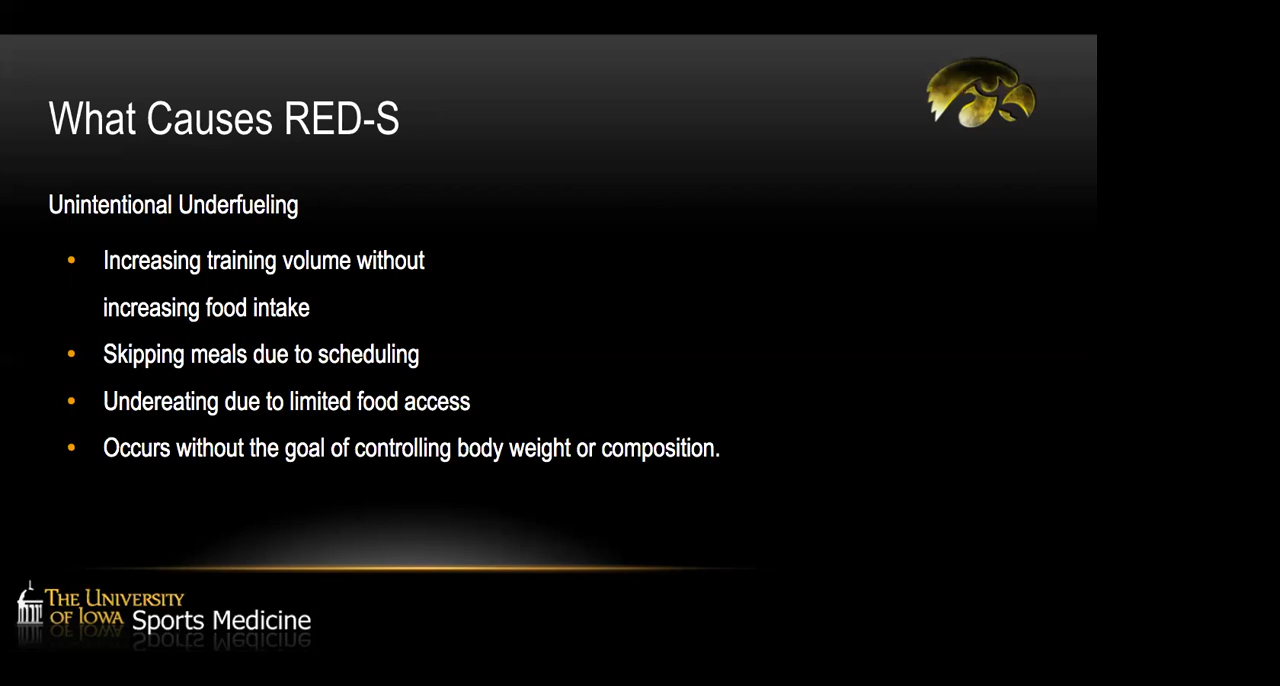 What Causes RED-S
Unintentional Underfueling
• Increasing training volume without
increasing food intake
• Skipping meals due to scheduling
• Undereating due to limited food access
• Occurs without the goal of controlling body weight or composition.
THE UNIVERSITY
OF IOWA Sports Medicine